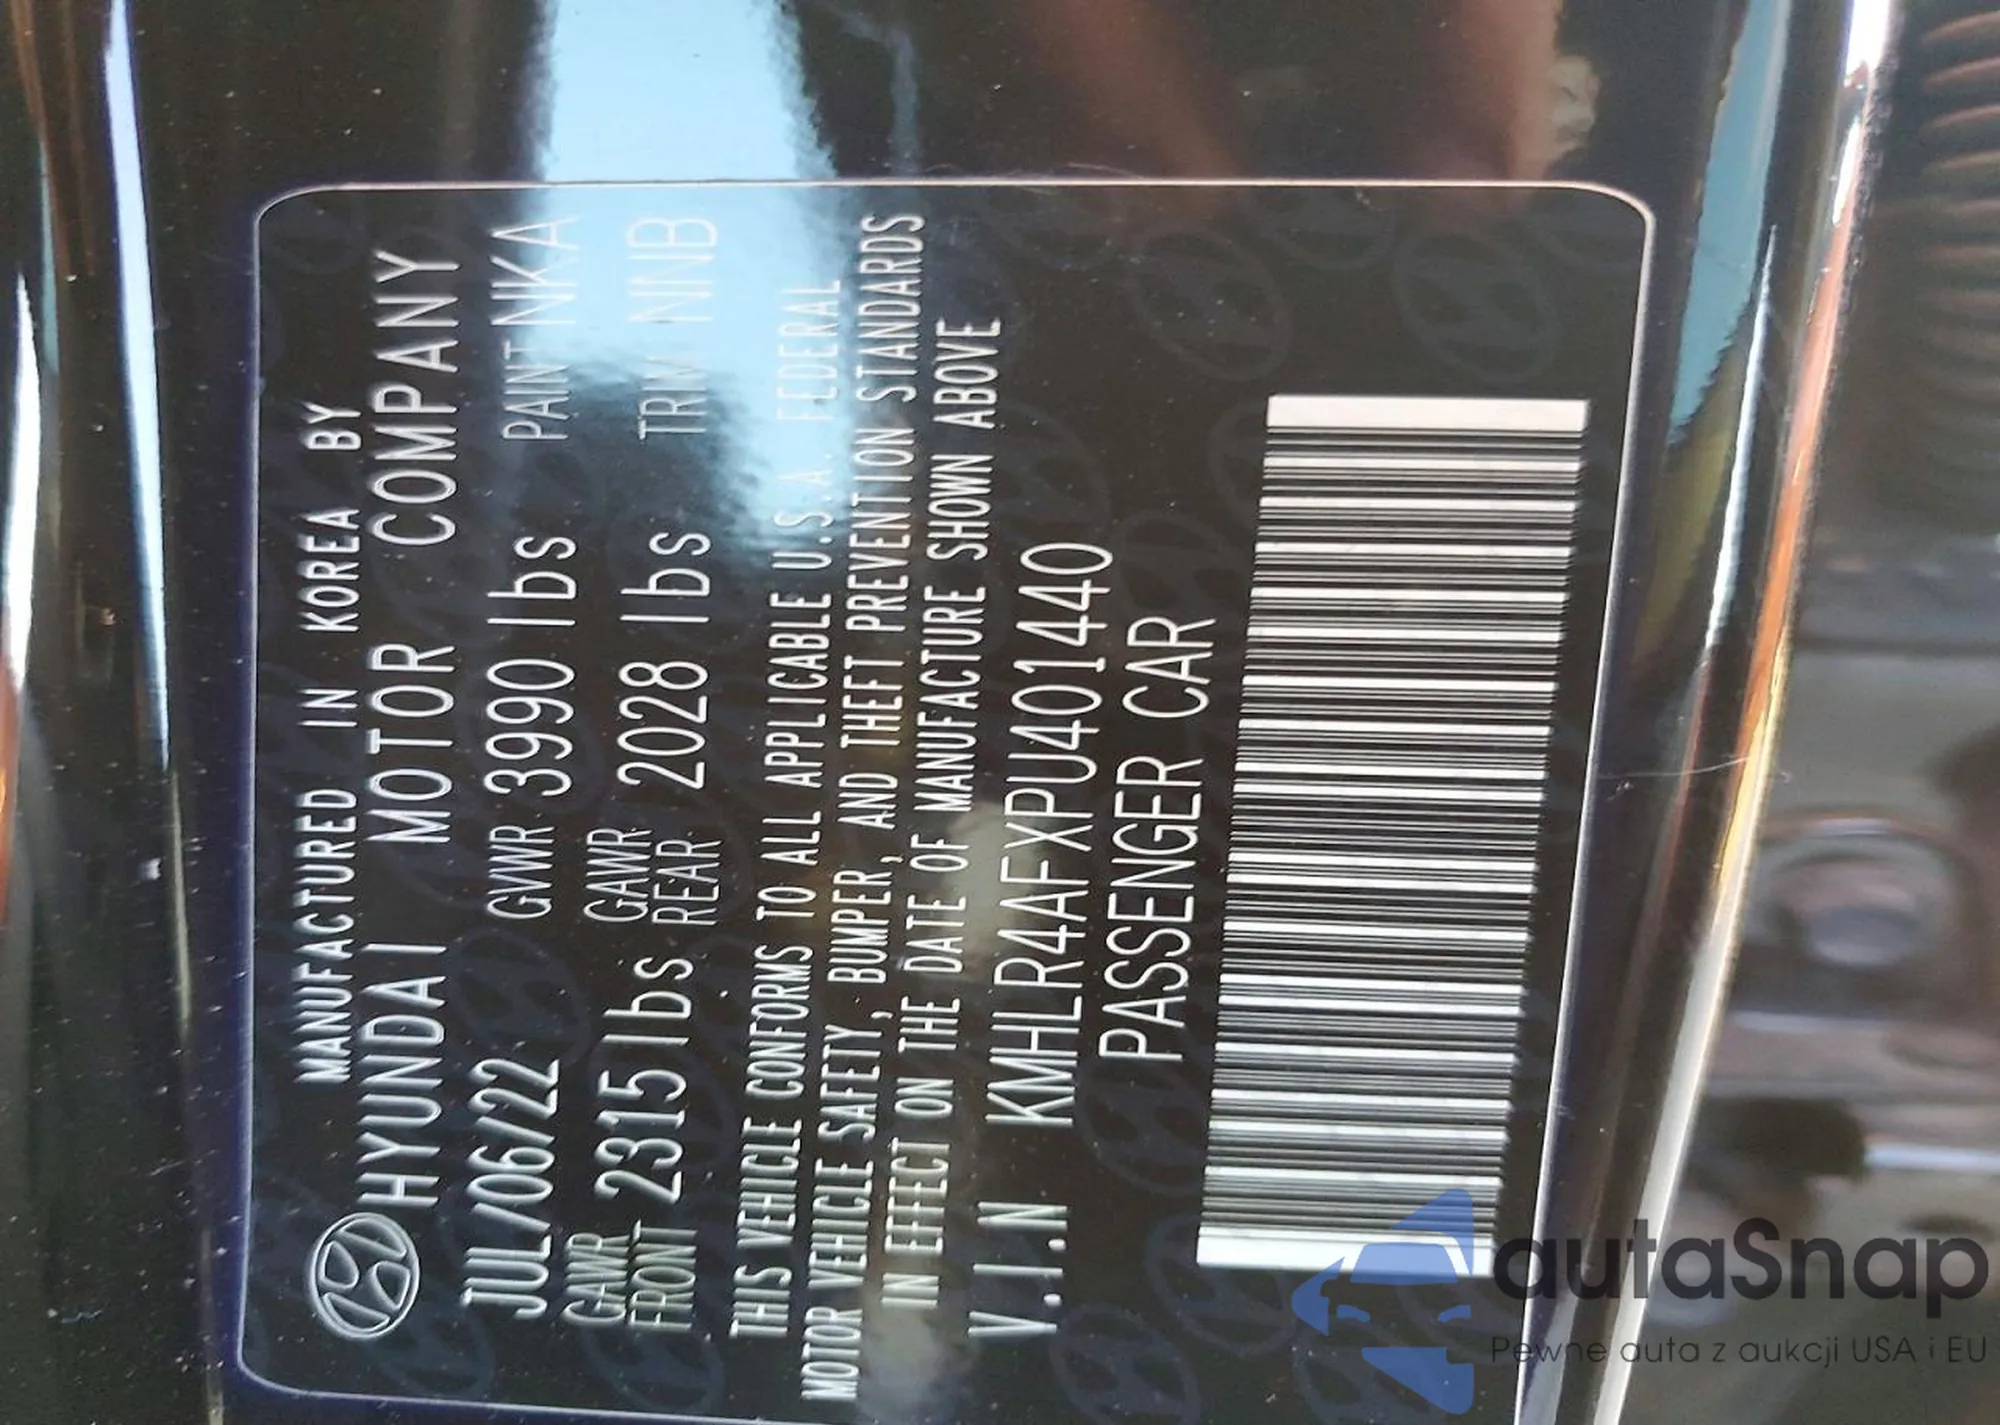 MANUFACTURED IN KOREA BY
HYUNDAI MOTOR COMPANY
JUL/06/22 GVWR 3990 lbs PAINT NKA
GAWR FRONT 2315 lbs GAWR REAR 2028 lbs TRIM NNB
THIS VEHICLE CONFORMS TO ALL APPLICABLE U.S.A. FEDERAL
MOTOR VEHICLE SAFETY, BUMPER, AND THEFT PREVENTION STANDARDS
IN EFFECT ON THE DATE OF MANUFACTURE SHOWN ABOVE
V.I.N KMHLR4AFXPU401440
PASSENGER CAR
autaSnap
Pewne auta z aukcji USA i EU